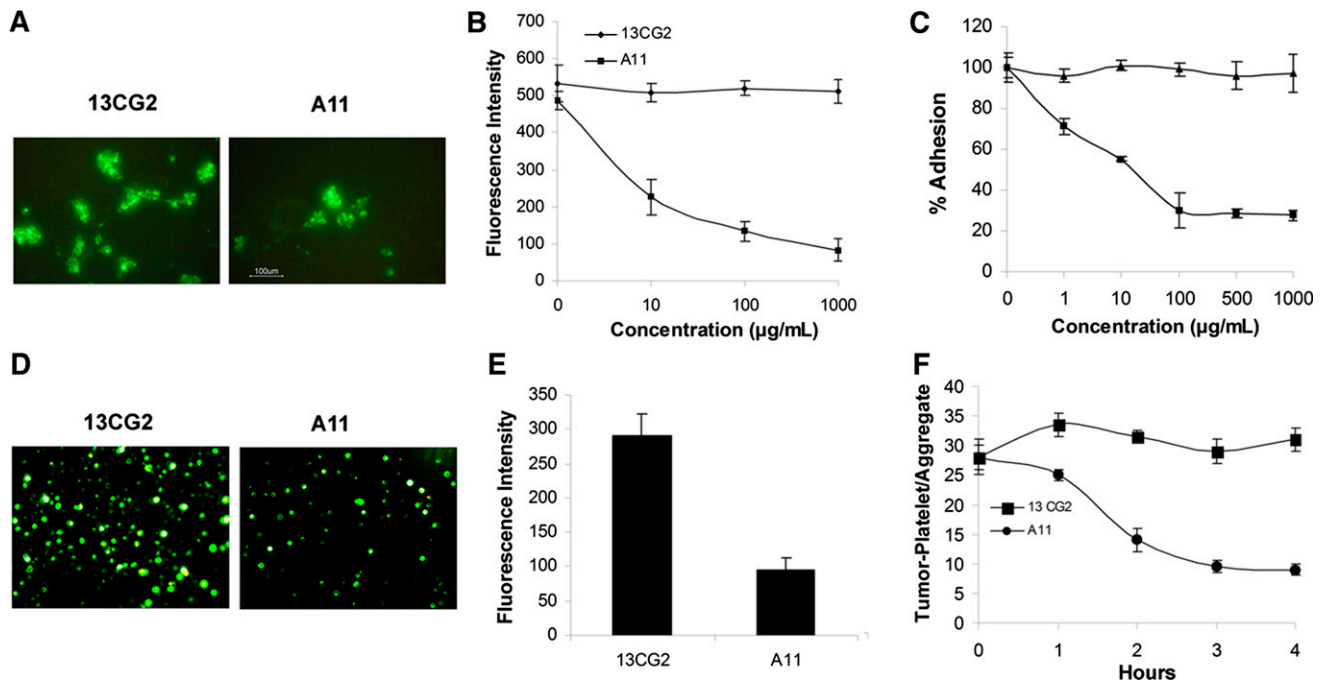 A
13CG2
A11
100um
B
700
600
500
400
300
200
100
0
Fluorescence Intensity
13CG2
A11
0 10 100 1000
Concentration (µg/mL)
C
120
100
80
60
40
20
0
% Adhesion
0 1 10 100 500 1000
Concentration (µg/mL)
D
13CG2
A11
E
350
300
250
200
150
100
50
0
Fluorescence Intensity
13CG2 A11
F
40
35
30
25
20
15
10
5
0
Tumor-Platelet/Aggregate
13 CG2
A11
0 1 2 3 4
Hours